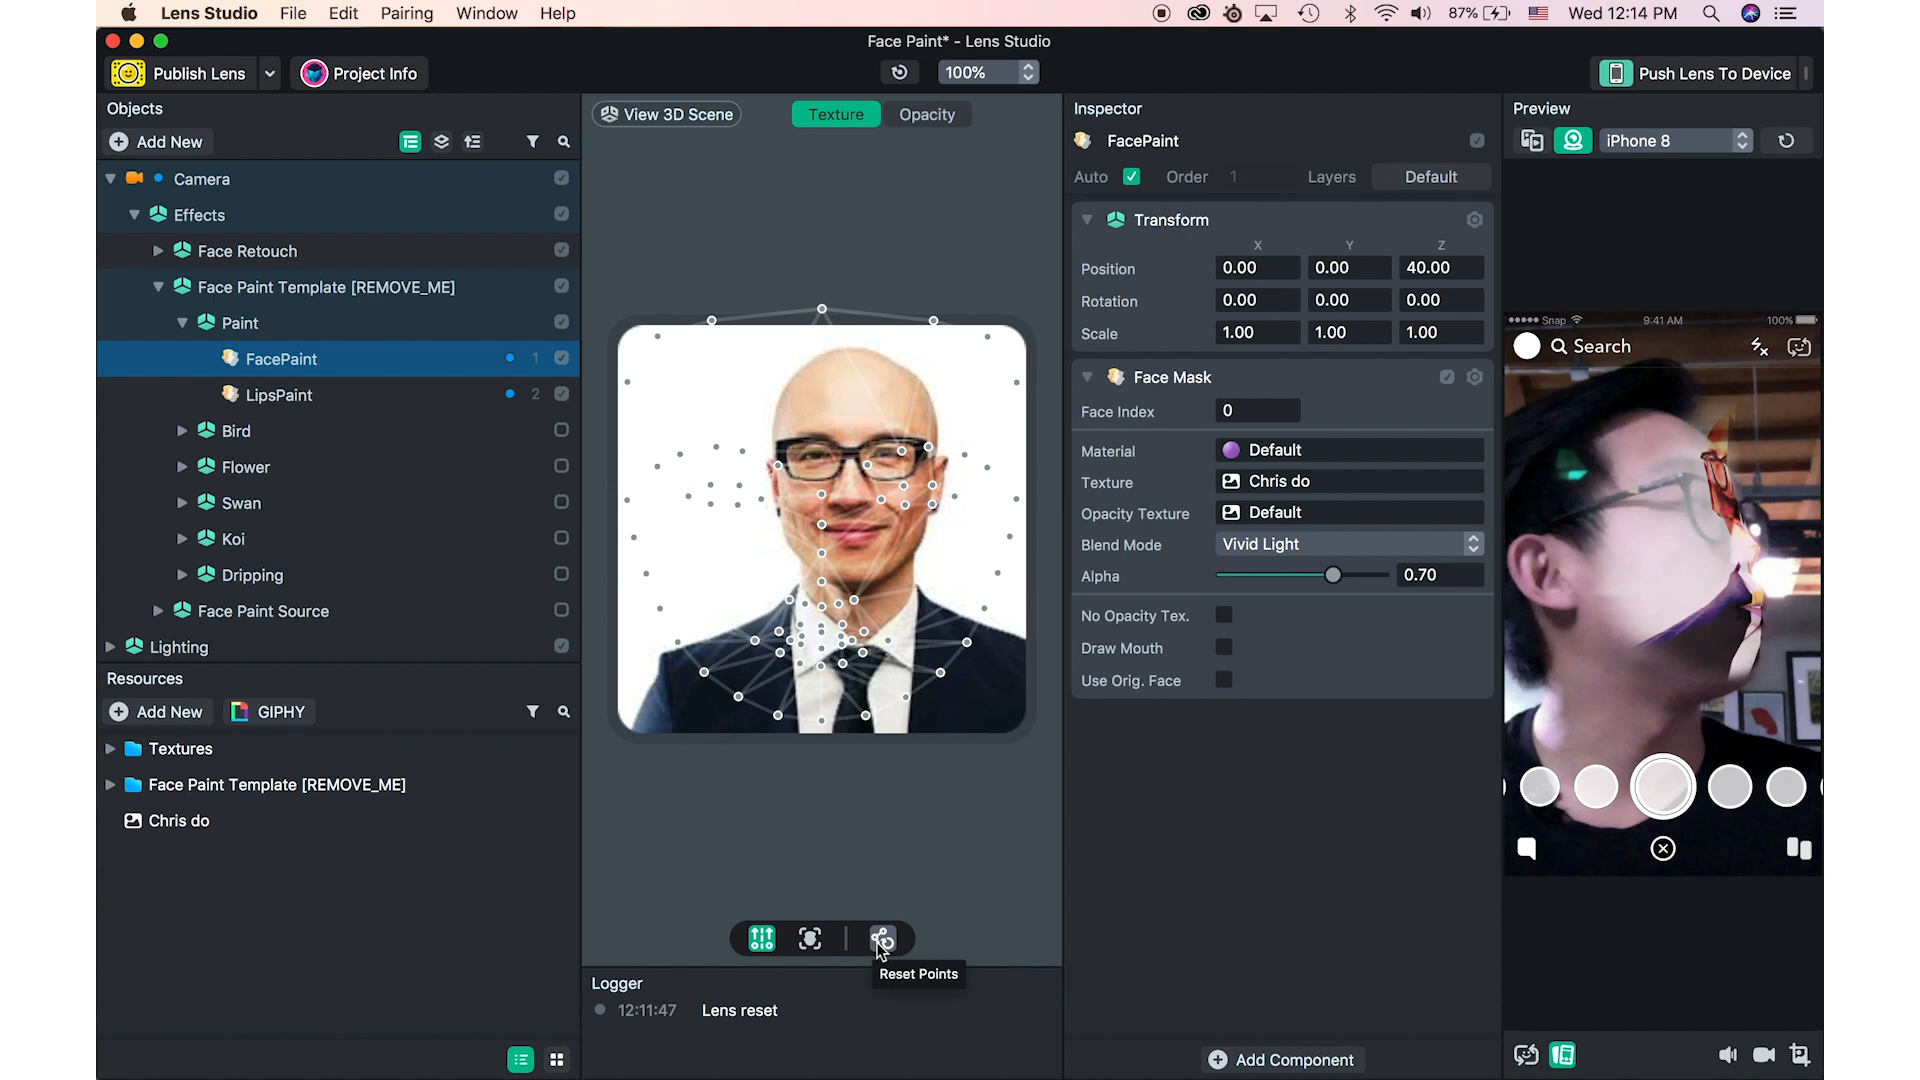 Lens Studio File Edit Pairing Window Help 87% Wed 12:14 PM
Face Paint* - Lens Studio
Publish Lens Project Info 100% Push Lens To Device
Objects
Add New
Camera
Effects
Face Retouch
Face Paint Template [REMOVE_ME]
Paint
FacePaint 1
LipsPaint 2
Bird
Flower
Swan
Koi
Dripping
Face Paint Source
Lighting
Resources
Add New GIPHY
Textures
Face Paint Template [REMOVE_ME]
Chris do
View 3D Scene Texture Opacity
Reset Points
Logger
12:11:47 Lens reset
Inspector
FacePaint
Auto Order 1 Layers Default
Transform
X Y Z
Position 0.00 0.00 40.00
Rotation 0.00 0.00 0.00
Scale 1.00 1.00 1.00
Face Mask
Face Index 0
Material Default
Texture Chris do
Opacity Texture Default
Blend Mode Vivid Light
Alpha 0.70
No Opacity Tex.
Draw Mouth
Use Orig. Face
Add Component
Preview
iPhone 8
Snap 9:41 AM 100%
Search